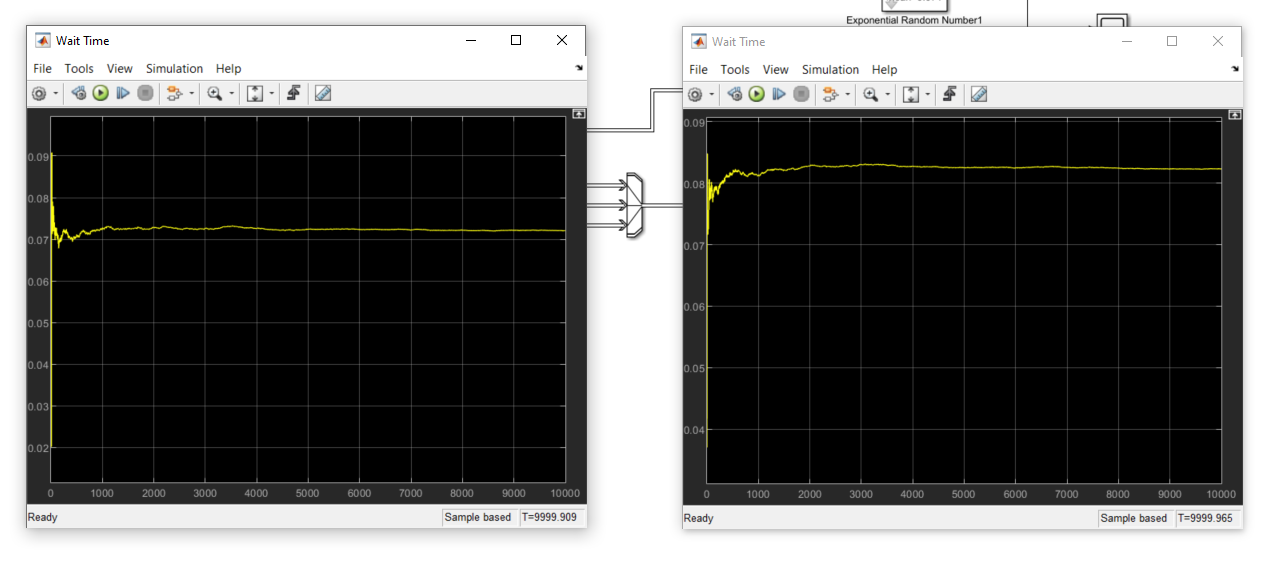 Exponential Random Number1
Wait Time
File Tools View Simulation Help
0.09
0.08
0.07
0.06
0.05
0.04
0.03
0.02
0 1000 2000 3000 4000 5000 6000 7000 8000 9000 10000
Ready Sample based T=9999.909
Wait Time
File Tools View Simulation Help
0.09
0.08
0.07
0.06
0.05
0.04
0 1000 2000 3000 4000 5000 6000 7000 8000 9000 10000
Ready Sample based T=9999.965